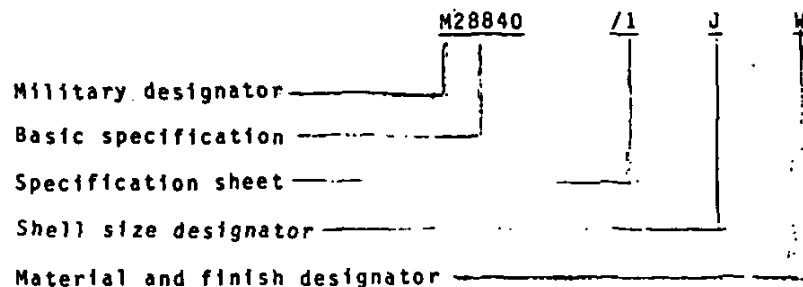 M28840 /1 J W
Military designator
Basic specification
Specification sheet
Shell size designator
Material and finish designator